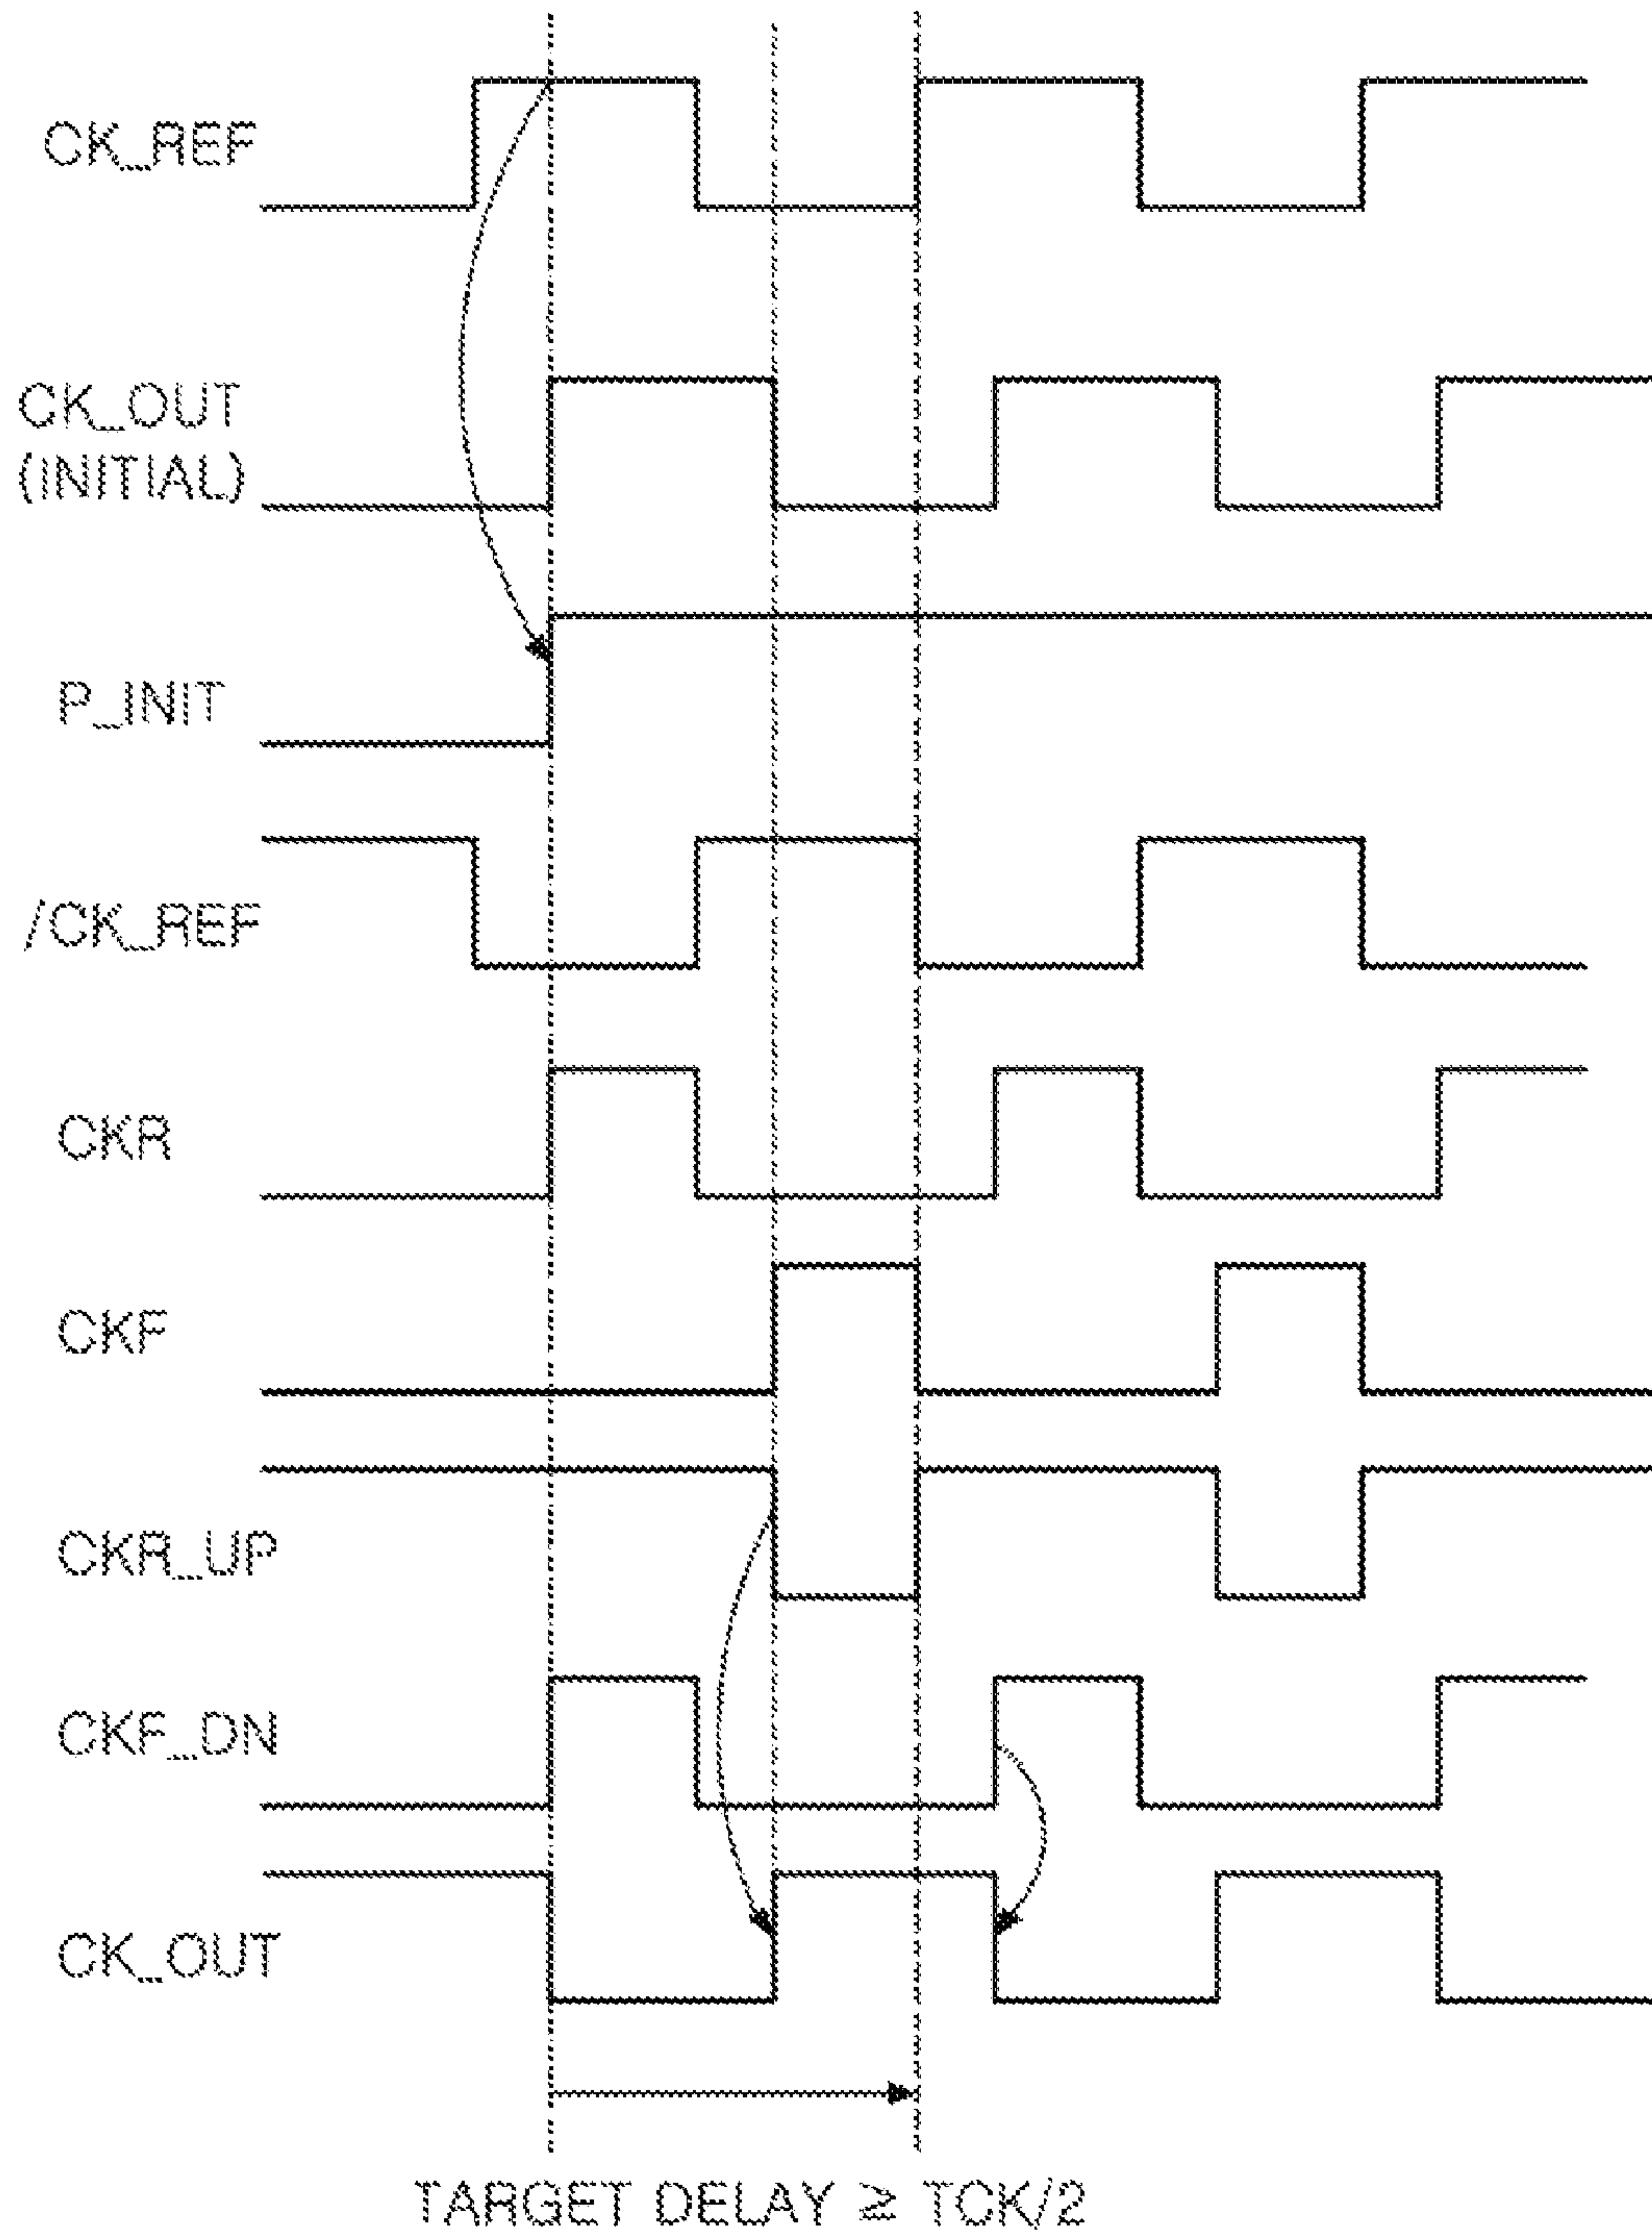 CK_REF
CK_OUT
(INITIAL)
P_INIT
/CK_REF
CKR
CKF
CKR_UP
CKF_DN
CK_OUT
TARGET DELAY ≥ TCK/2